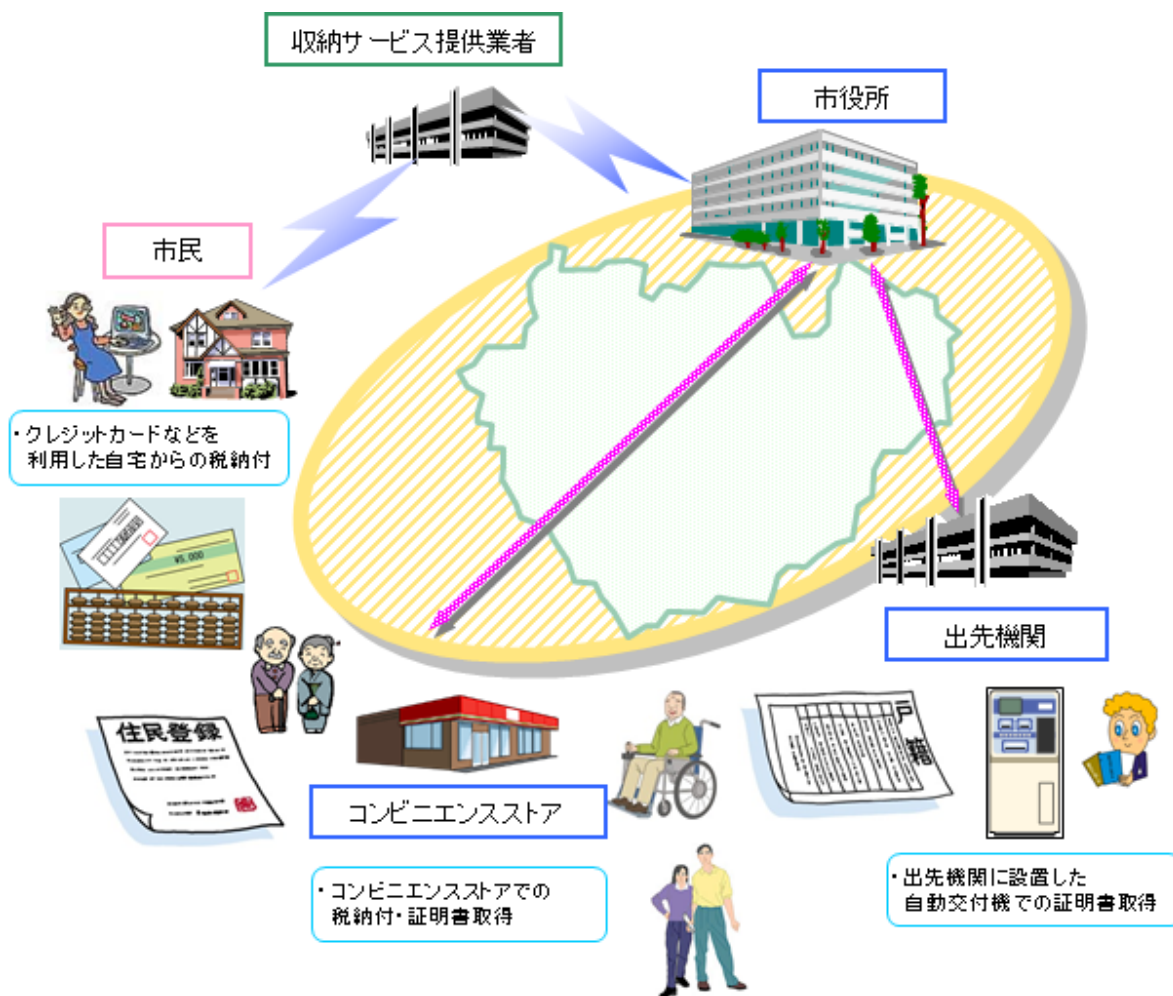 収納サービス提供業者
市役所
市民
・クレジットカードなどを
利用した自宅からの税納付
¥5,000
出先機関
住民登録
戸籍
コンビニエンスストア
・コンビニエンスストアでの
税納付・証明書取得
・出先機関に設置した
自動交付機での証明書取得